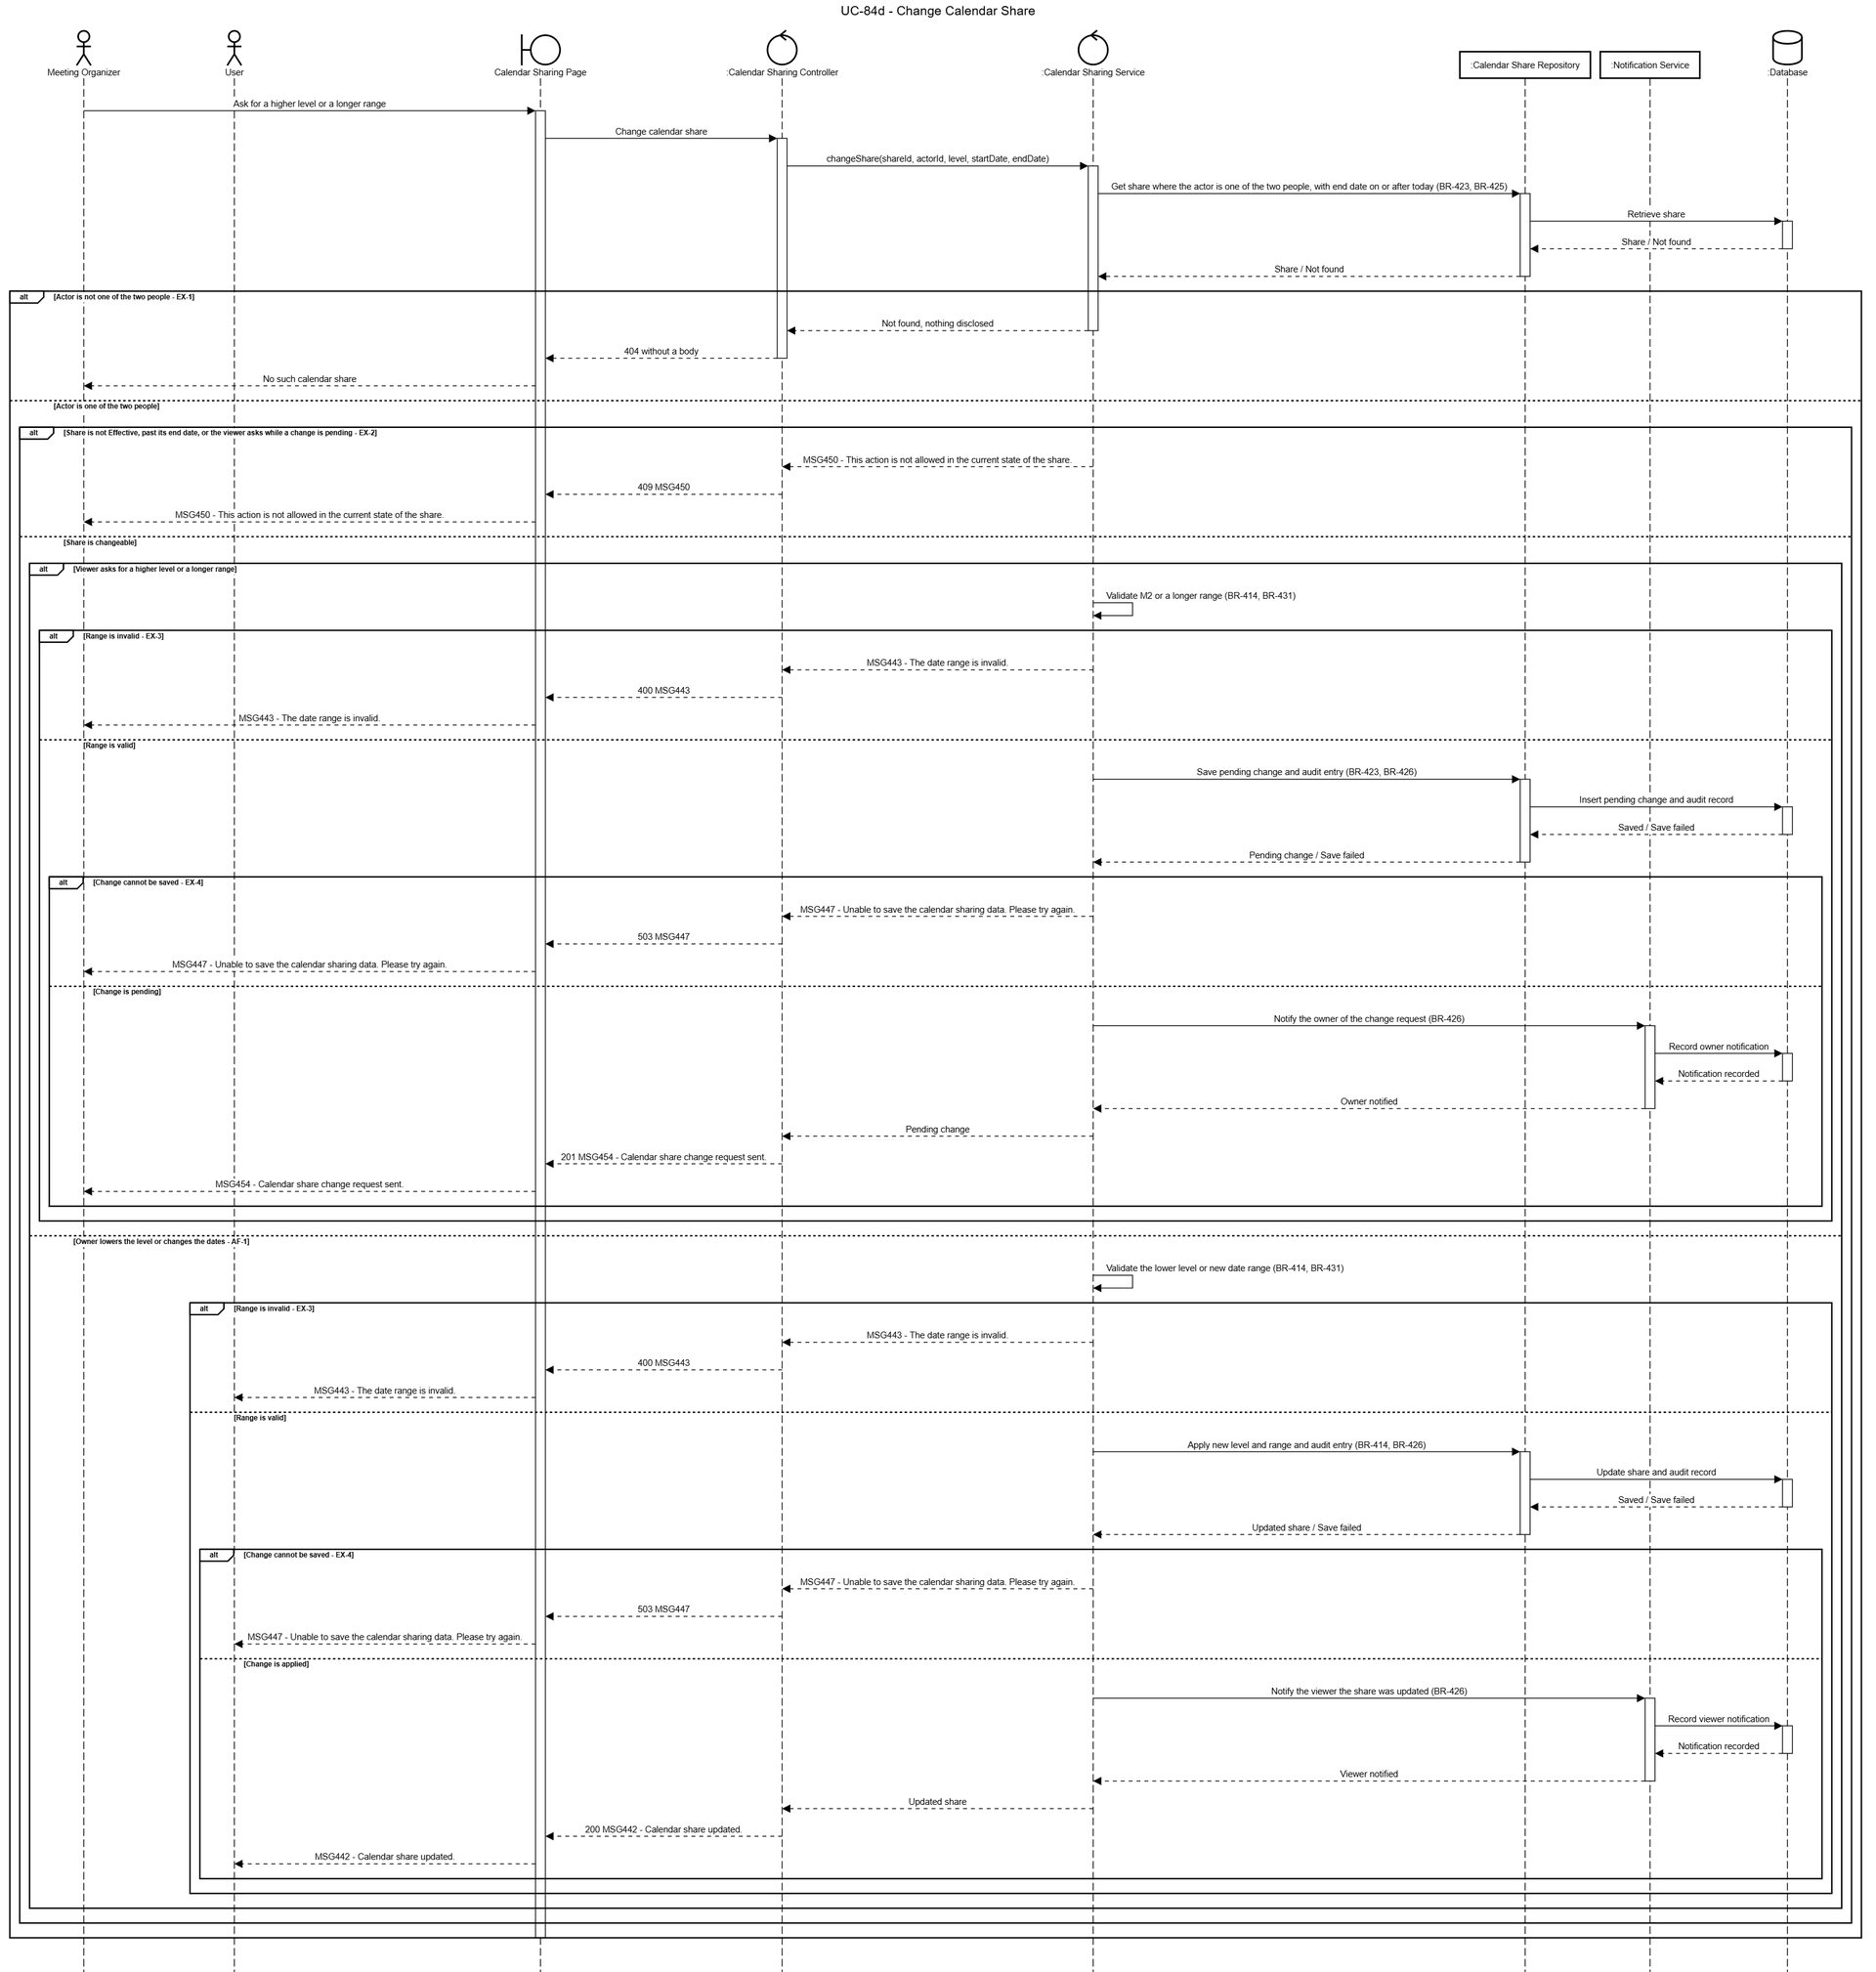 UC-84d - Change Calendar Share
Meeting Organizer
User
Calendar Sharing Page
:Calendar Sharing Controller
:Calendar Sharing Service
:Calendar Share Repository
:Notification Service
:Database
Ask for a higher level or a longer range
Change calendar share
changeShare(shareId, actorId, level, startDate, endDate)
Get share where the actor is one of the two people, with end date on or after today (BR-423, BR-425)
Retrieve share
Share / Not found
Share / Not found
alt [Actor is not one of the two people - EX-1]
Not found, nothing disclosed
404 without a body
No such calendar share
[Actor is one of the two people]
alt [Share is not Effective, past its end date, or the viewer asks while a change is pending - EX-2]
MSG450 - This action is not allowed in the current state of the share.
409 MSG450
MSG450 - This action is not allowed in the current state of the share.
[Share is changeable]
alt [Viewer asks for a higher level or a longer range]
Validate M2 or a longer range (BR-414, BR-431)
alt [Range is invalid - EX-3]
MSG443 - The date range is invalid.
400 MSG443
MSG443 - The date range is invalid.
[Range is valid]
Save pending change and audit entry (BR-423, BR-426)
Insert pending change and audit record
Saved / Save failed
Pending change / Save failed
alt [Change cannot be saved - EX-4]
MSG447 - Unable to save the calendar sharing data. Please try again.
503 MSG447
MSG447 - Unable to save the calendar sharing data. Please try again.
[Change is pending]
Notify the owner of the change request (BR-426)
Record owner notification
Notification recorded
Owner notified
Pending change
201 MSG454 - Calendar share change request sent.
MSG454 - Calendar share change request sent.
[Owner lowers the level or changes the dates - AF-1]
Validate the lower level or new date range (BR-414, BR-431)
alt [Range is invalid - EX-3]
MSG443 - The date range is invalid.
400 MSG443
MSG443 - The date range is invalid.
[Range is valid]
Apply new level and range and audit entry (BR-414, BR-426)
Update share and audit record
Saved / Save failed
Updated share / Save failed
alt [Change cannot be saved - EX-4]
MSG447 - Unable to save the calendar sharing data. Please try again.
503 MSG447
MSG447 - Unable to save the calendar sharing data. Please try again.
[Change is applied]
Notify the viewer the share was updated (BR-426)
Record viewer notification
Notification recorded
Viewer notified
Updated share
200 MSG442 - Calendar share updated.
MSG442 - Calendar share updated.